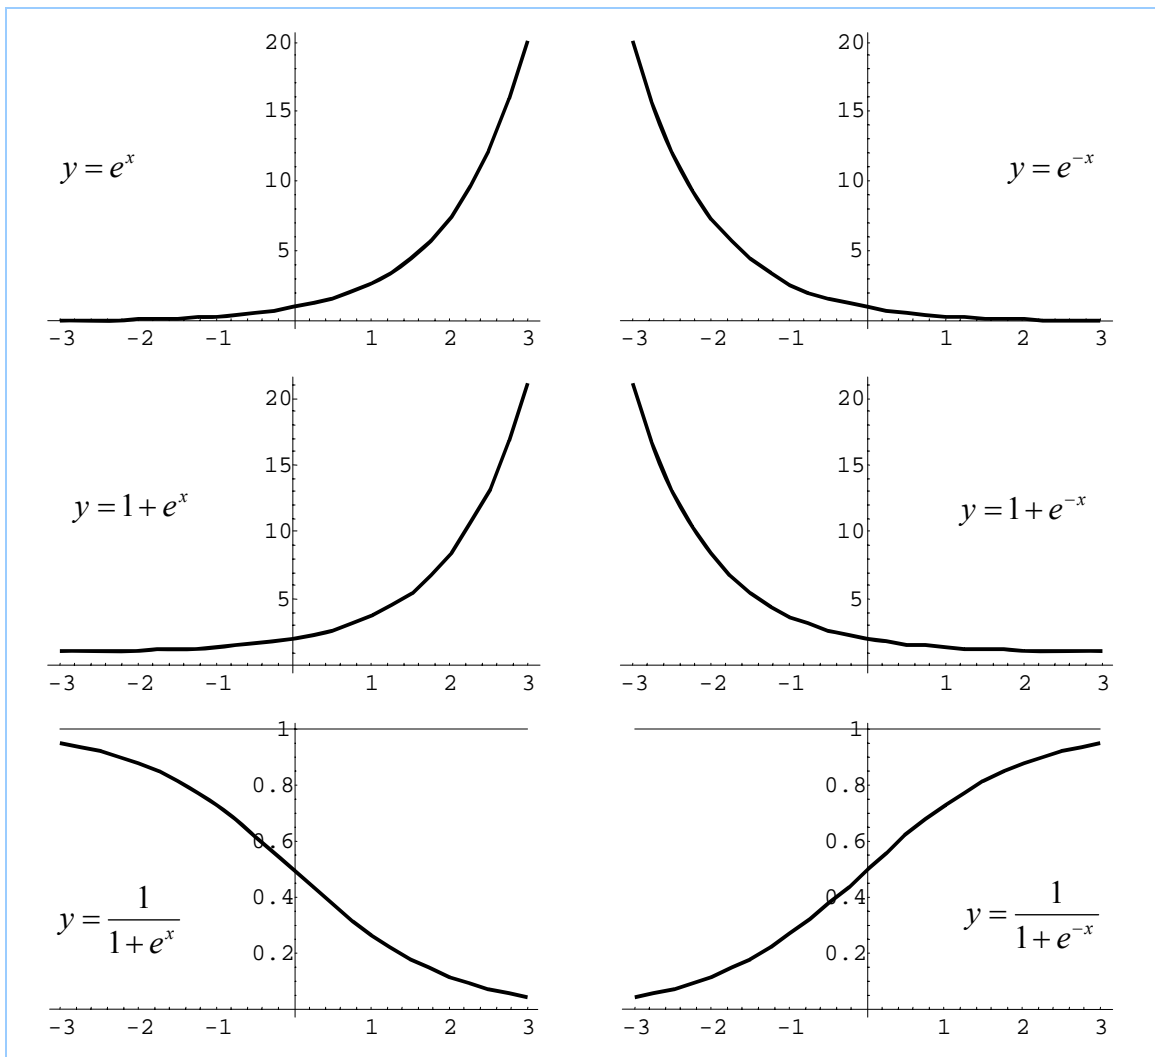 20 20
15 15
y = e^x y = e^{-x}
10 10
5 5
-3 -2 -1 1 2 3 -3 -2 -1 1 2 3
20 20
15 15
y = 1 + e^x y = 1 + e^{-x}
10 10
5 5
-3 -2 -1 1 2 3 -3 -2 -1 1 2 3
1 1
0.8 0.8
0.6 0.6
0.4 0.4
y = 1/(1 + e^x) y = 1/(1 + e^{-x})
0.2 0.2
-3 -2 -1 1 2 3 -3 -2 -1 1 2 3